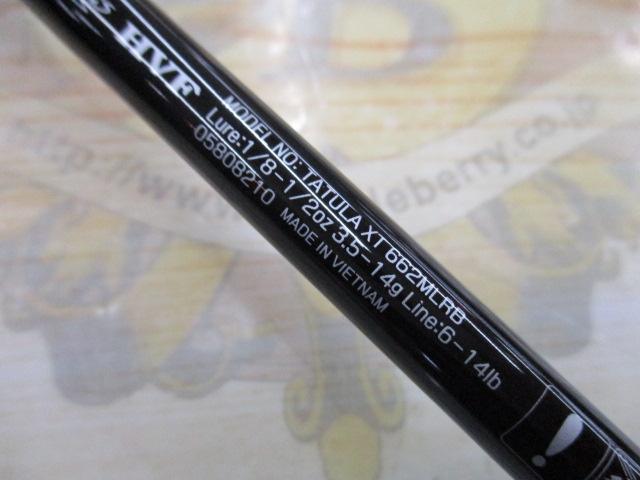 HVF
MODEL NO: TATULA XT 662MLRB
Lure:1/8-1/2oz 3.5-14g Line:6-14lb
05808210 MADE IN VIETNAM